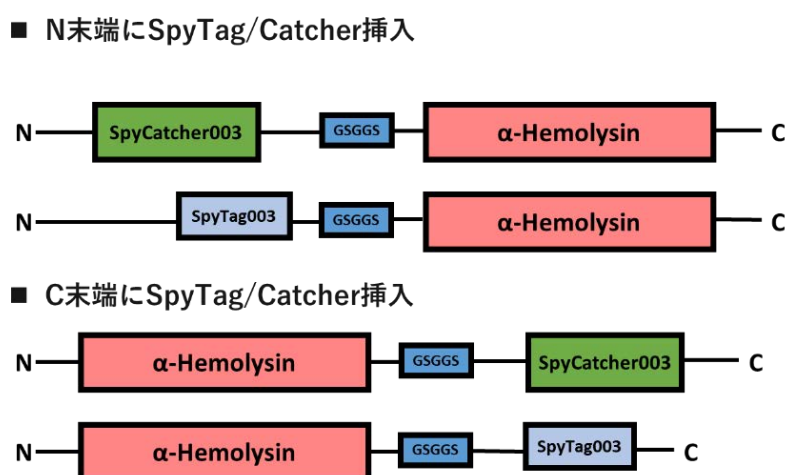 ■ N末端にSpyTag/Catcher挿入
N SpyCatcher003 GSGGS α-Hemolysin C
N SpyTag003 GSGGS α-Hemolysin C
■ C末端にSpyTag/Catcher挿入
N α-Hemolysin GSGGS SpyCatcher003 C
N α-Hemolysin GSGGS SpyTag003 C